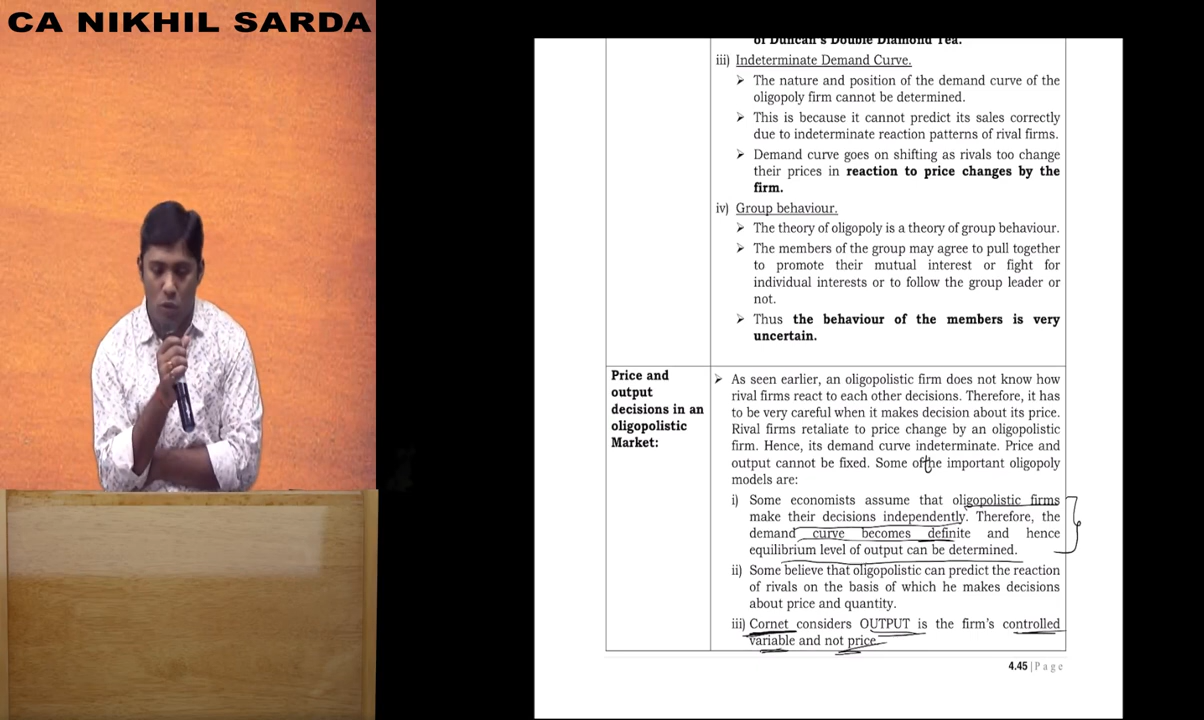 CA NIKHIL SARDA
of Duncan's Double Diamond Tea.
iii) Indeterminate Demand Curve.
➢ The nature and position of the demand curve of the
oligopoly firm cannot be determined.
➢ This is because it cannot predict its sales correctly
due to indeterminate reaction patterns of rival firms.
➢ Demand curve goes on shifting as rivals too change
their prices in reaction to price changes by the
firm.
iv) Group behaviour.
➢ The theory of oligopoly is a theory of group behaviour.
➢ The members of the group may agree to pull together
to promote their mutual interest or fight for
individual interests or to follow the group leader or
not.
➢ Thus the behaviour of the members is very
uncertain.
Price and
output
decisions in an
oligopolistic
Market:
➢ As seen earlier, an oligopolistic firm does not know how
rival firms react to each other decisions. Therefore, it has
to be very careful when it makes decision about its price.
Rival firms retaliate to price change by an oligopolistic
firm. Hence, its demand curve indeterminate. Price and
output cannot be fixed. Some of the important oligopoly
models are:
i) Some economists assume that oligopolistic firms
make their decisions independently. Therefore, the
demand curve becomes definite and hence
equilibrium level of output can be determined.
ii) Some believe that oligopolistic can predict the reaction
of rivals on the basis of which he makes decisions
about price and quantity.
iii) Cornet considers OUTPUT is the firm's controlled
variable and not price.
4.45 | Page